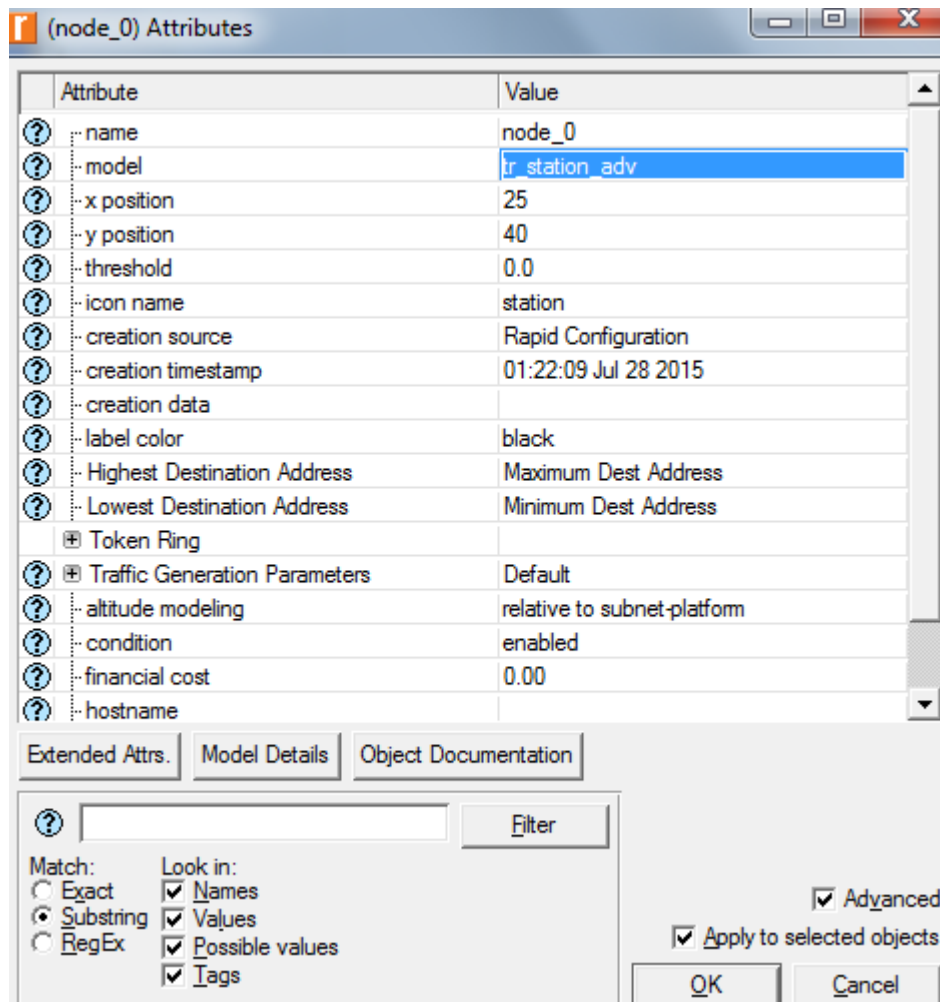 (node_0) Attributes
Attribute Value
name node_0
model tr_station_adv
x position 25
y position 40
threshold 0.0
icon name station
creation source Rapid Configuration
creation timestamp 01:22:09 Jul 28 2015
creation data
label color black
Highest Destination Address Maximum Dest Address
Lowest Destination Address Minimum Dest Address
Token Ring
Traffic Generation Parameters Default
altitude modeling relative to subnet-platform
condition enabled
financial cost 0.00
hostname
Extended Attrs. Model Details Object Documentation
Filter
Match: Look in:
Exact Names
Substring Values
RegEx Possible values
Tags
Advanced
Apply to selected objects
OK Cancel